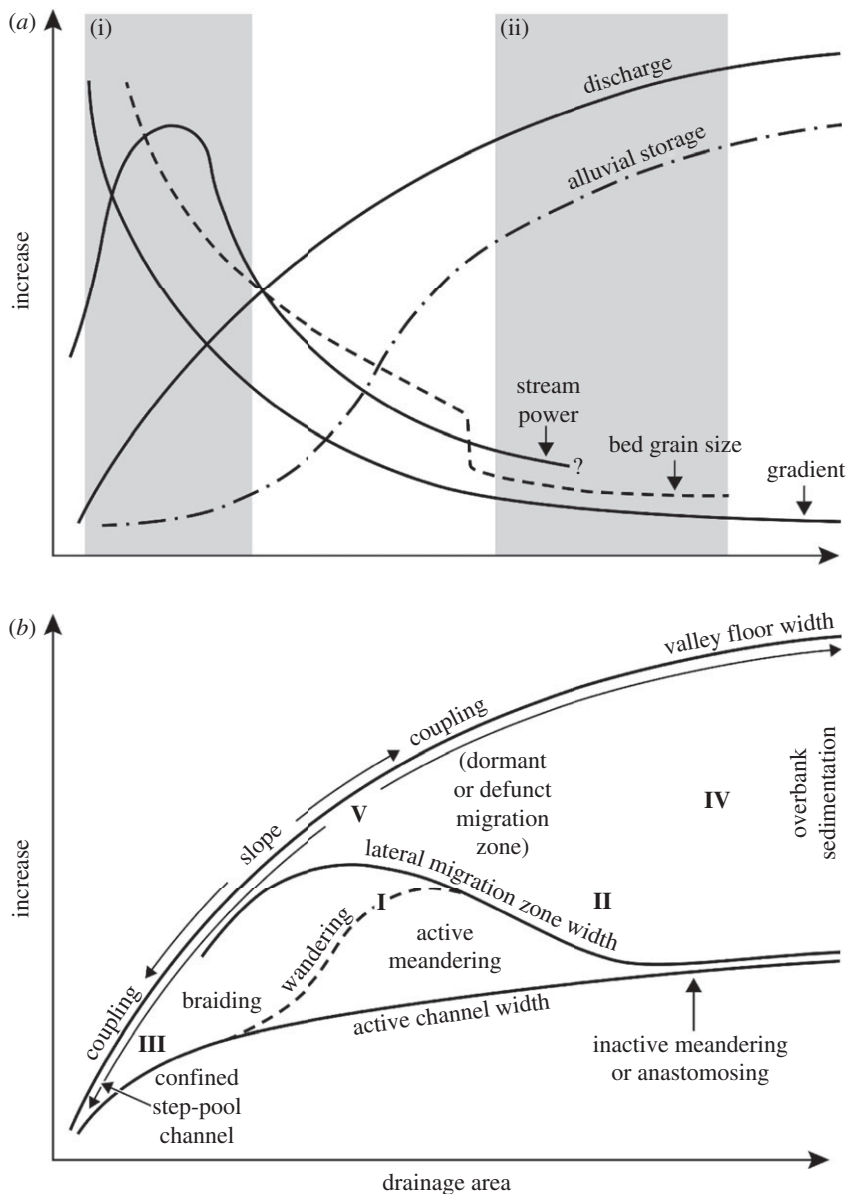 (a)
(i)
(ii)
discharge
alluvial storage
increase
stream
power
?
bed grain size
gradient
(b)
valley floor width
coupling
(dormant
or defunct
migration
zone)
overbank
sedimentation
IV
V
slope
lateral migration zone width
II
I
increase
wandering
active
meandering
coupling
braiding
active channel width
III
confined
step-pool
channel
inactive meandering
or anastomosing
drainage area